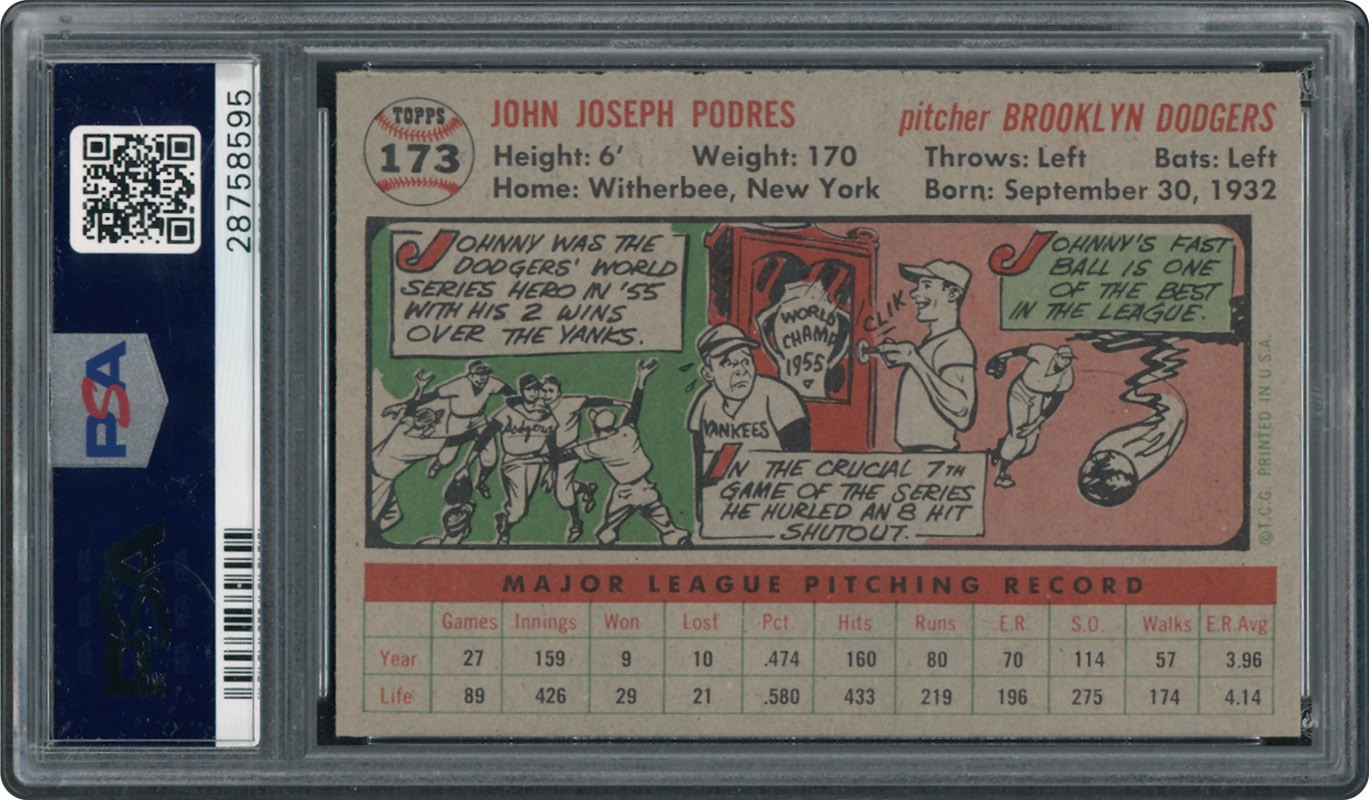 28758595
PSA
PSA
TOPPS
173
JOHN JOSEPH PODRES
pitcher BROOKLYN DODGERS
Height: 6' Weight: 170 Throws: Left Bats: Left
Home: Witherbee, New York Born: September 30, 1932
JOHNNY WAS THE
DODGERS' WORLD
SERIES HERO IN '55
WITH HIS 2 WINS
OVER THE YANKS.
Dodgers
WORLD
CHAMP
1955
CLIK
YANKEES
IN THE CRUCIAL 7TH
GAME OF THE SERIES
HE HURLED AN 8 HIT
SHUTOUT.
JOHNNY'S FAST
BALL IS ONE
OF THE BEST
IN THE LEAGUE.
©T.C.G. PRINTED IN U.S.A.
MAJOR LEAGUE PITCHING RECORD
Games Innings Won Lost Pct. Hits Runs E.R. S.O. Walks E.R.Avg
Year 27 159 9 10 .474 160 80 70 114 57 3.96
Life 89 426 29 21 .580 433 219 196 275 174 4.14